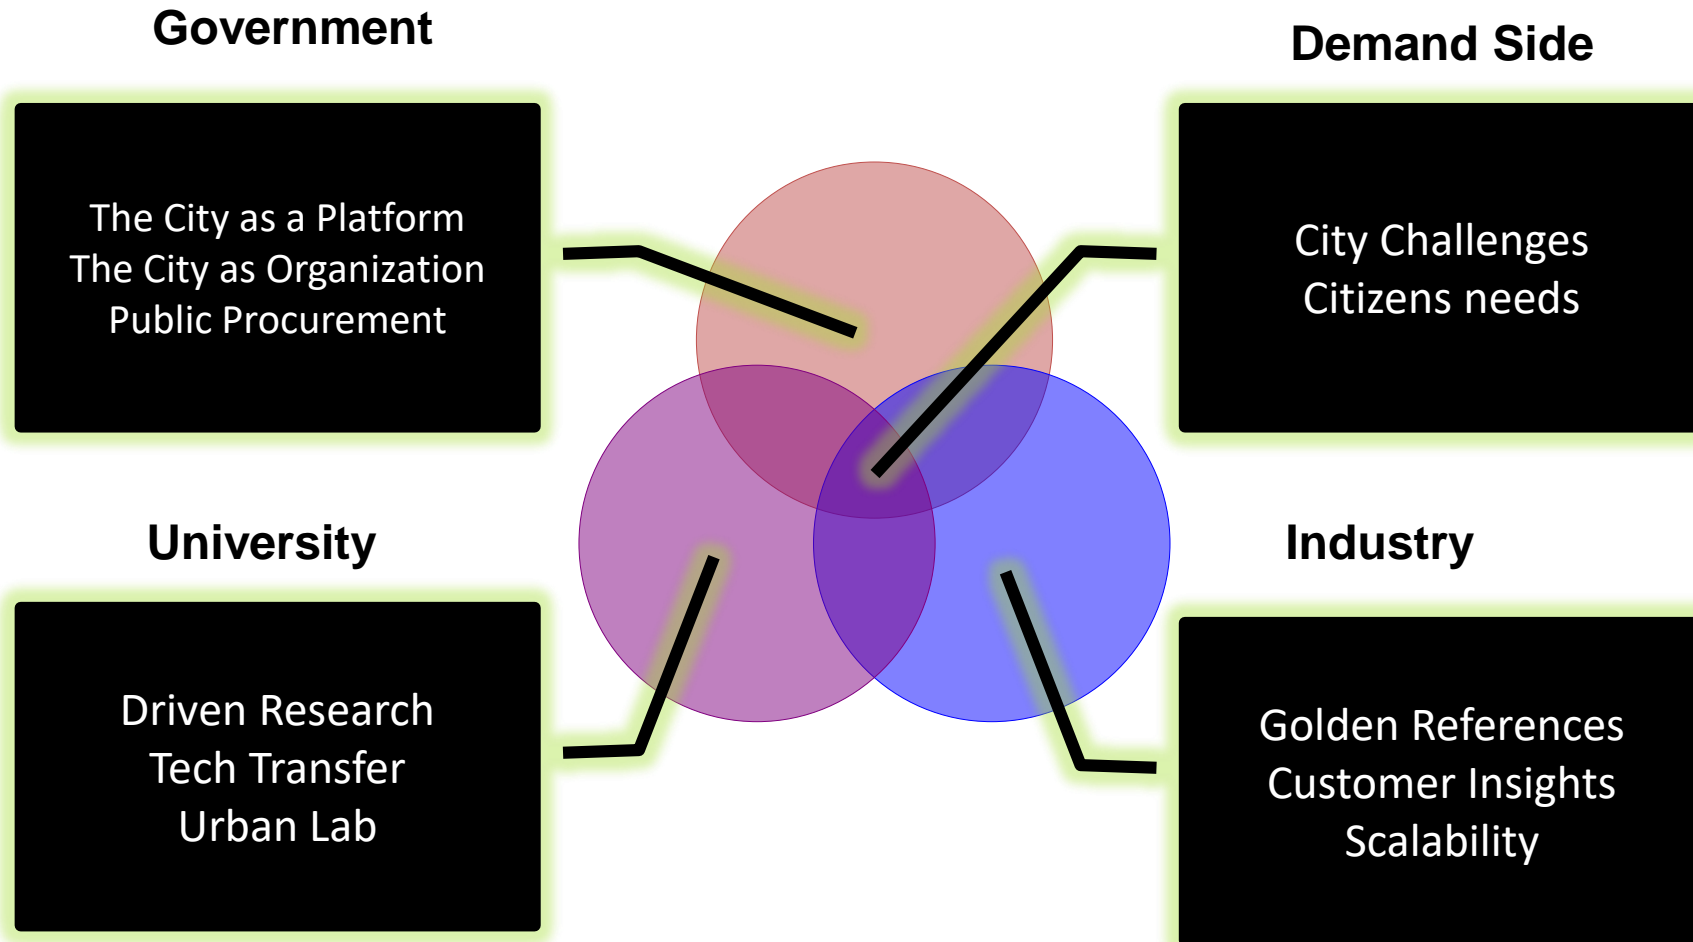 Government
The City as a Platform
The City as Organization
Public Procurement
Demand Side
City Challenges
Citizens needs
University
Driven Research
Tech Transfer
Urban Lab
Industry
Golden References
Customer Insights
Scalability